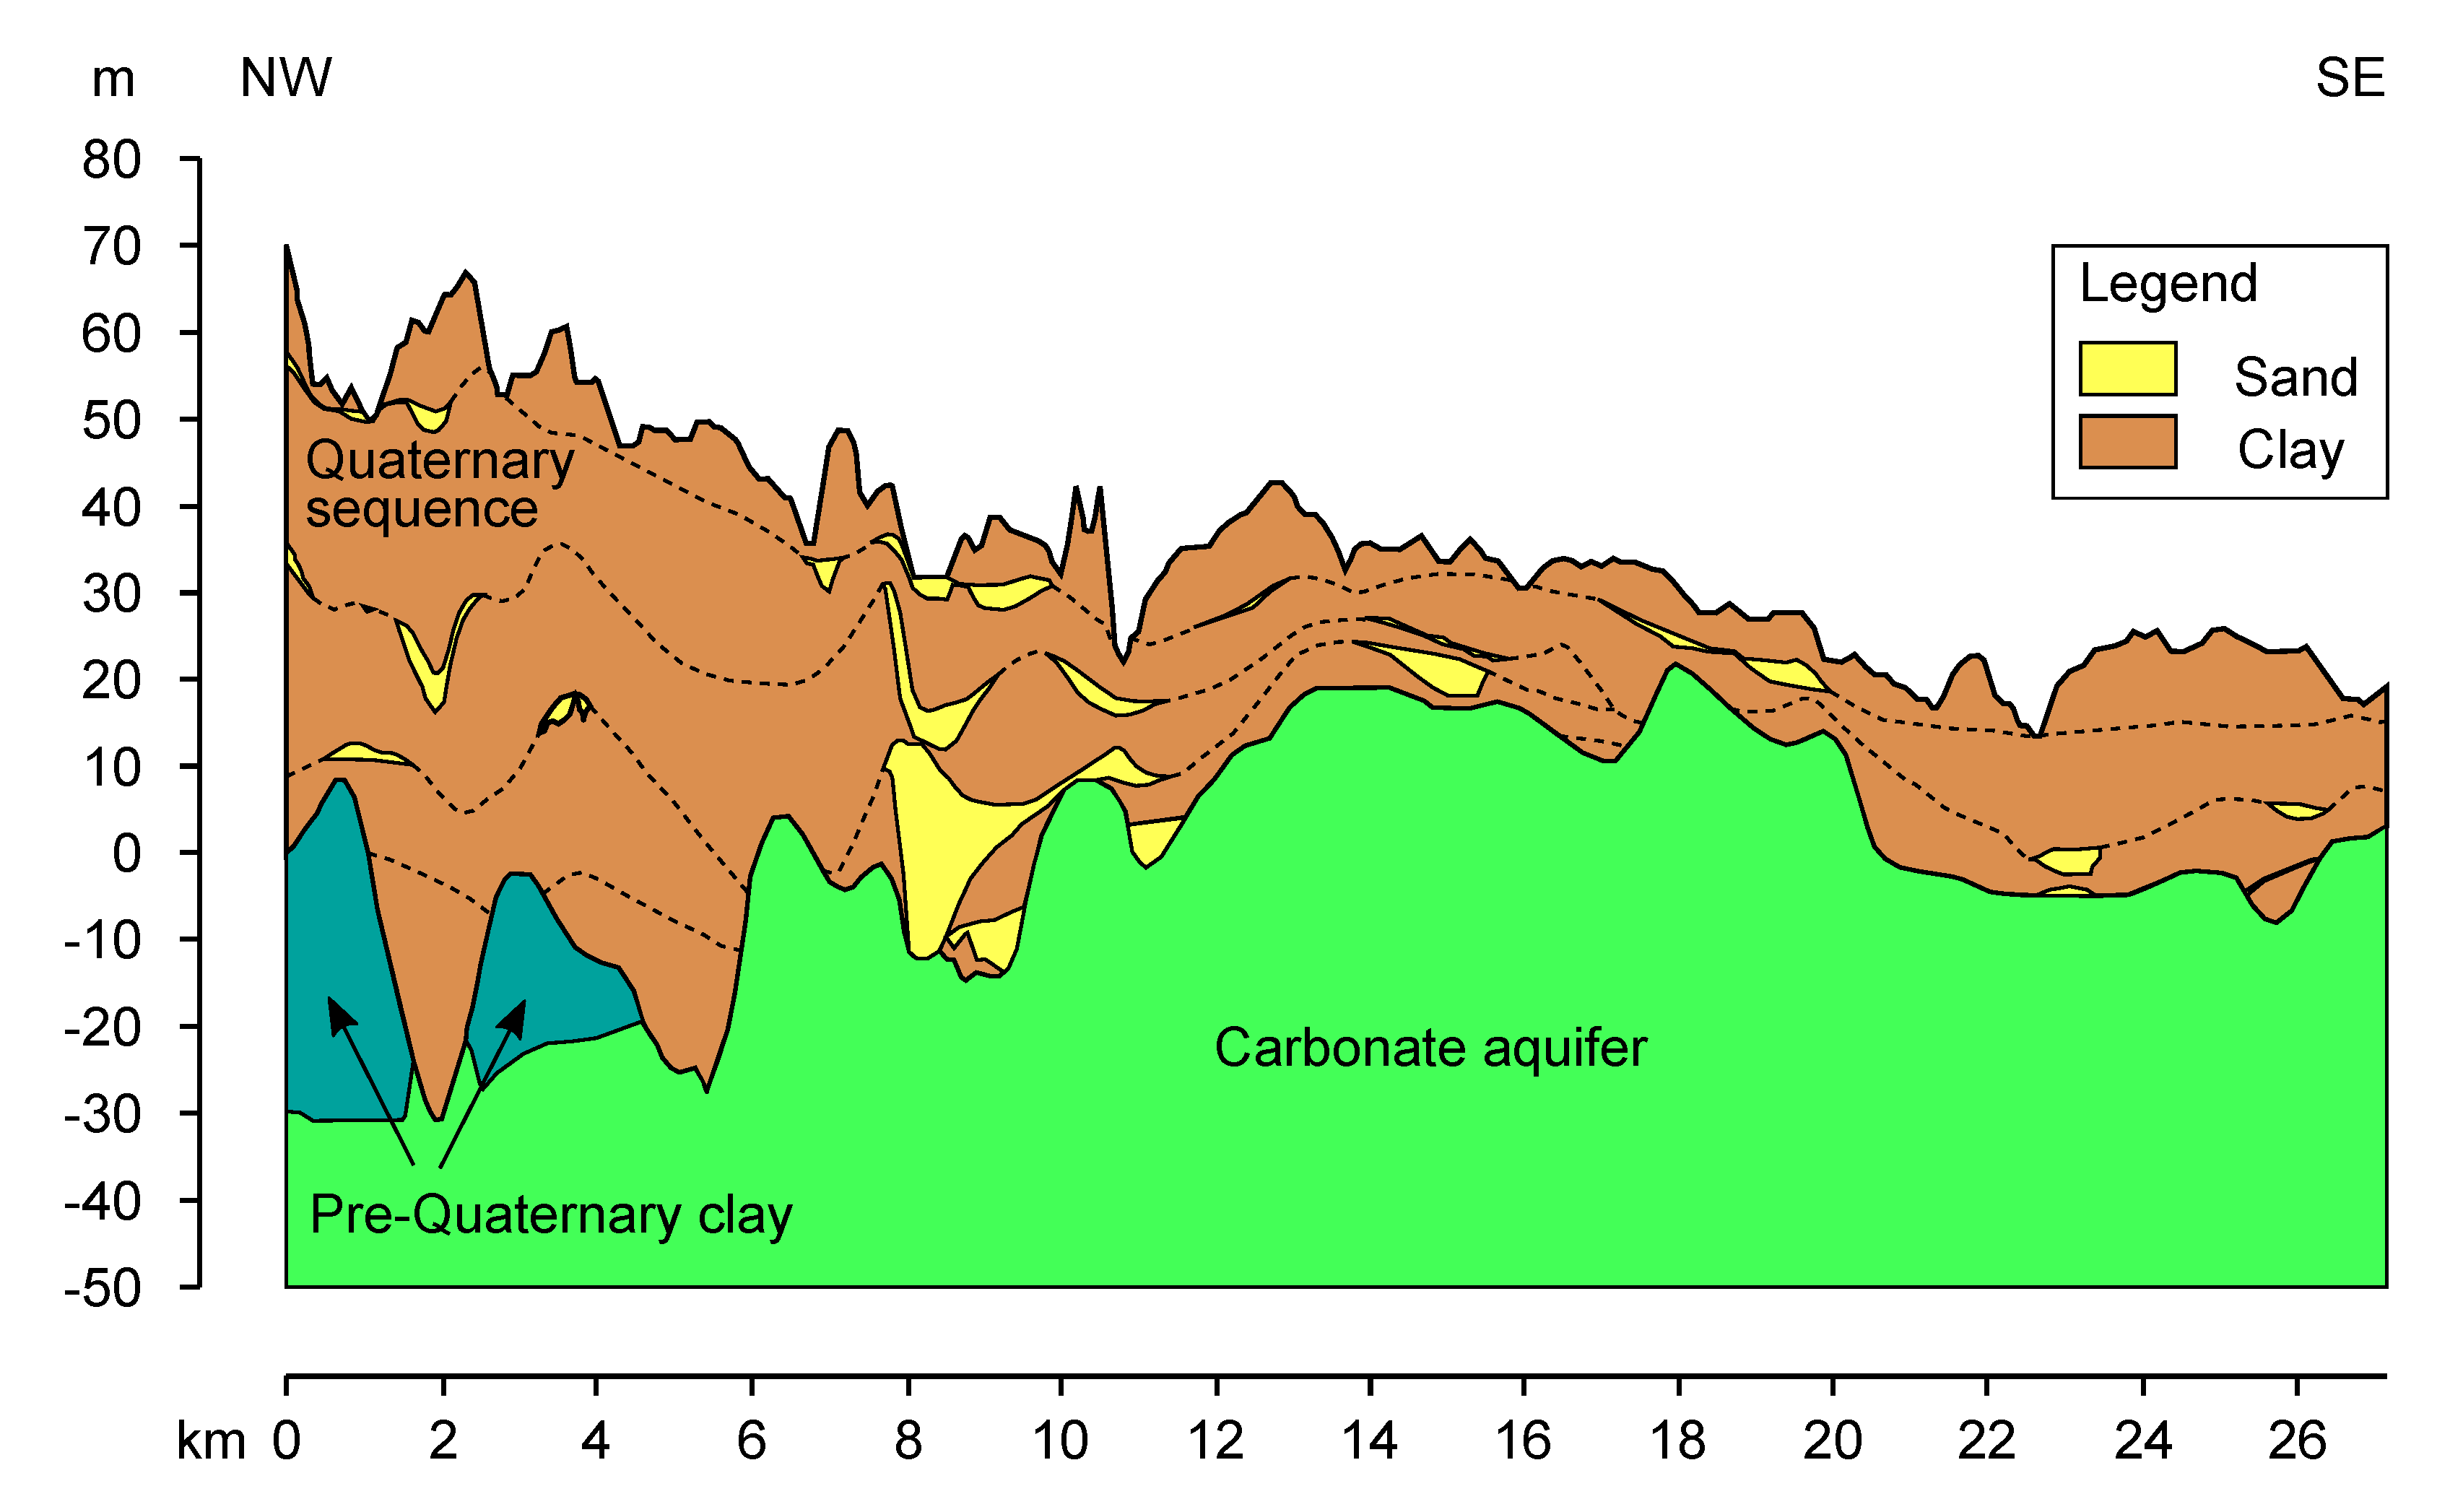 m
NW
SE
80
70
60
50
40
30
20
10
0
-10
-20
-30
-40
-50
Legend
Sand
Clay
Quaternary
sequence
Carbonate aquifer
Pre-Quaternary clay
km 0 2 4 6 8 10 12 14 16 18 20 22 24 26